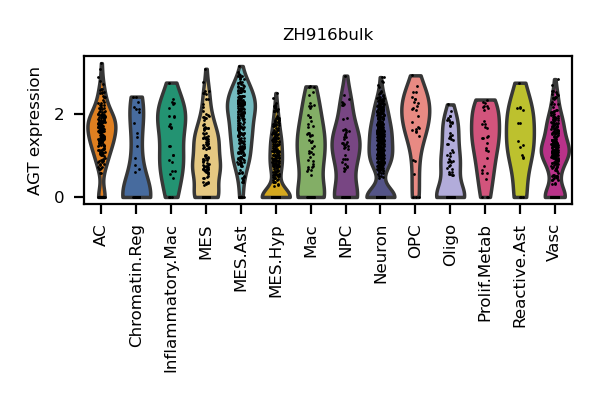 ZH916bulk
AGT expression
2
0
AC
Chromatin.Reg
Inflammatory.Mac
MES
MES.Ast
MES.Hyp
Mac
NPC
Neuron
OPC
Oligo
Prolif.Metab
Reactive.Ast
Vasc